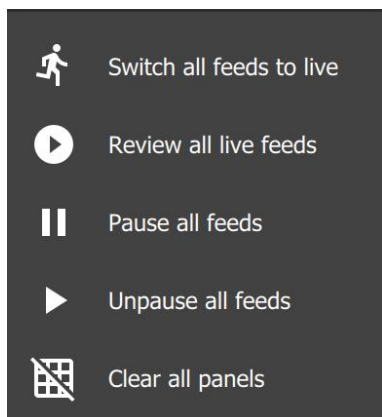 Switch all feeds to live
Review all live feeds
Pause all feeds
Unpause all feeds
Clear all panels